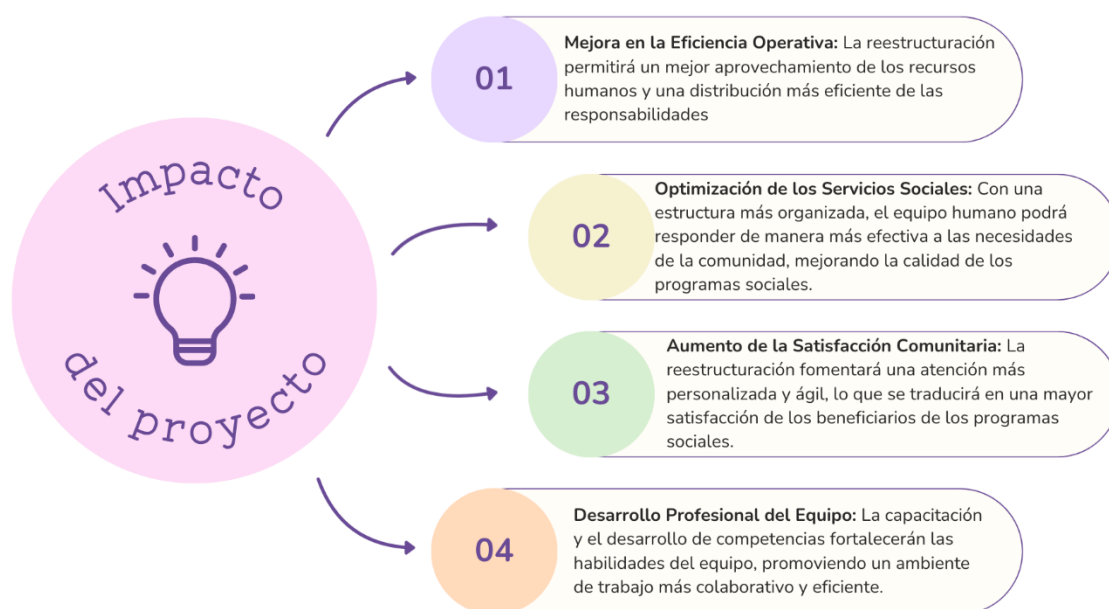 Impacto
del proyecto
01
Mejora en la Eficiencia Operativa: La reestructuración
permitirá un mejor aprovechamiento de los recursos
humanos y una distribución más eficiente de las
responsabilidades
02
Optimización de los Servicios Sociales: Con una
estructura más organizada, el equipo humano podrá
responder de manera más efectiva a las necesidades
de la comunidad, mejorando la calidad de los
programas sociales.
03
Aumento de la Satisfacción Comunitaria: La
reestructuración fomentará una atención más
personalizada y ágil, lo que se traducirá en una mayor
satisfacción de los beneficiarios de los programas
sociales.
04
Desarrollo Profesional del Equipo: La capacitación
y el desarrollo de competencias fortalecerán las
habilidades del equipo, promoviendo un ambiente
de trabajo más colaborativo y eficiente.